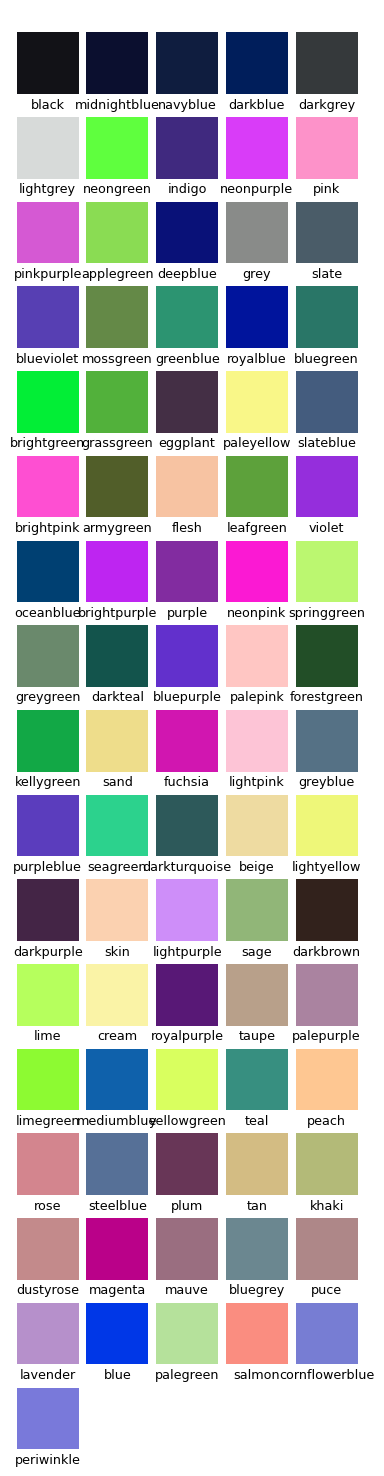 black midnightblue navyblue darkblue darkgrey
lightgrey neongreen indigo neonpurple pink
pinkpurple applegreen deepblue grey slate
blueviolet mossgreen greenblue royalblue bluegreen
brightgreen grassgreen eggplant paleyellow slateblue
brightpink armygreen flesh leafgreen violet
oceanblue brightpurple purple neonpink springgreen
greygreen darkteal bluepurple palepink forestgreen
kellygreen sand fuchsia lightpink greyblue
purpleblue seagreen darkturquoise beige lightyellow
darkpurple skin lightpurple sage darkbrown
lime cream royalpurple taupe palepurple
limegreen mediumblue yellowgreen teal peach
rose steelblue plum tan khaki
dustyrose magenta mauve bluegrey puce
lavender blue palegreen salmon cornflowerblue
periwinkle